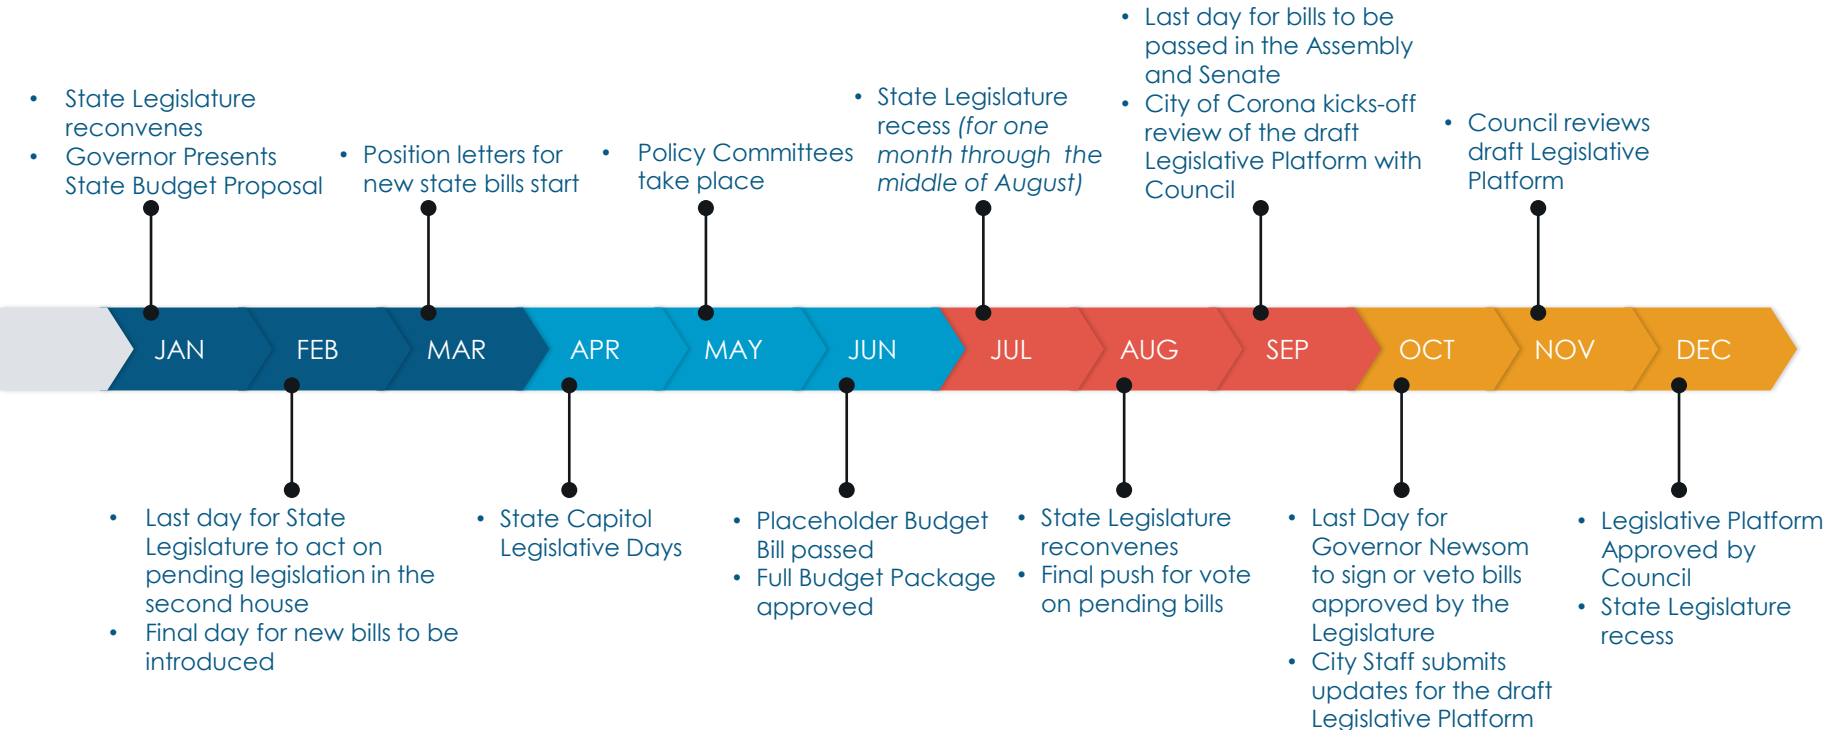 • State Legislature
reconvenes
• Governor Presents
State Budget Proposal
• Position letters for
new state bills start
• Policy Committees
take place
• State Legislature
recess (for one
month through the
middle of August)
• Last day for bills to be
passed in the Assembly
and Senate
• City of Corona kicks-off
review of the draft
Legislative Platform with
Council
• Council reviews
draft Legislative
Platform
JAN
FEB
MAR
APR
MAY
JUN
JUL
AUG
SEP
OCT
NOV
DEC
• Last day for State
Legislature to act on
pending legislation in the
second house
• Final day for new bills to be
introduced
• State Capitol
Legislative Days
• Placeholder Budget
Bill passed
• Full Budget Package
approved
• State Legislature
reconvenes
• Final push for vote
on pending bills
• Last Day for
Governor Newsom
to sign or veto bills
approved by the
Legislature
• City Staff submits
updates for the draft
Legislative Platform
• Legislative Platform
Approved by
Council
• State Legislature
recess